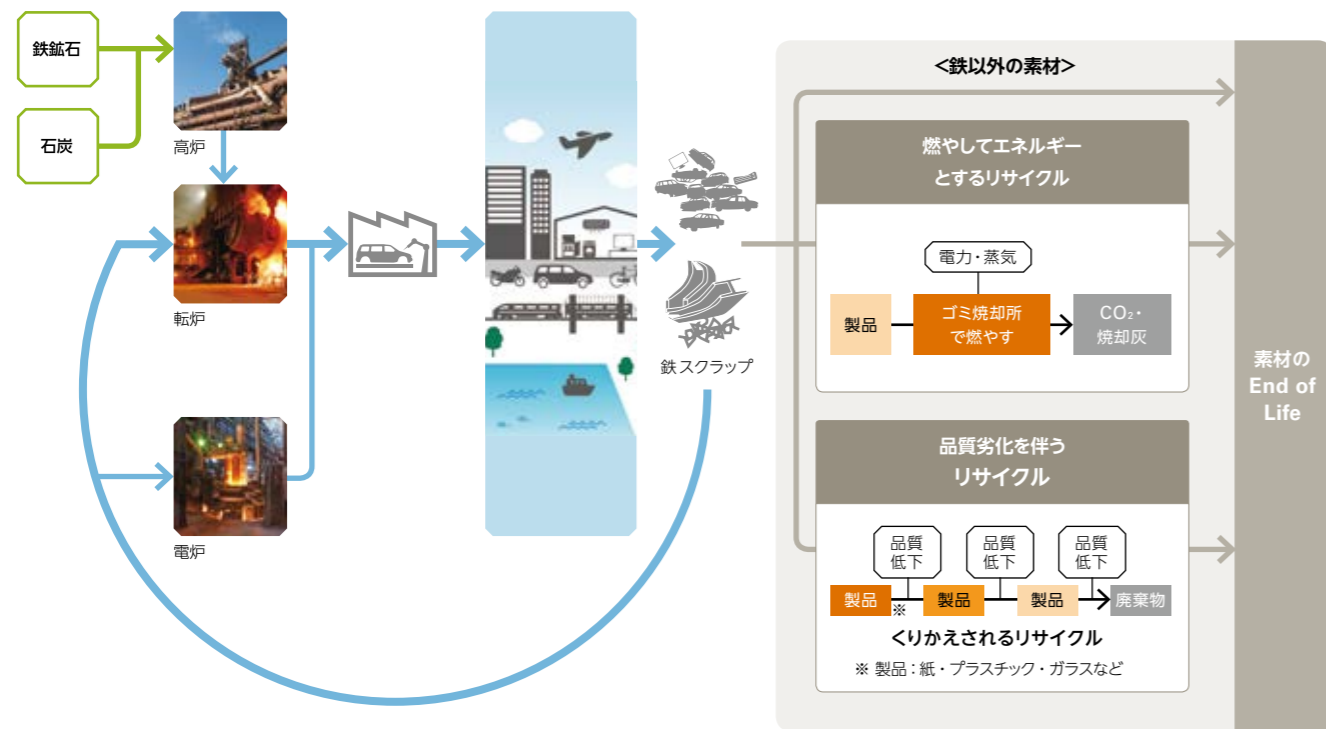 鉄鉱石
石炭
高炉
転炉
電炉
鉄スクラップ
<鉄以外の素材>
燃やしてエネルギー
とするリサイクル
電力・蒸気
製品
ゴミ焼却所
で燃やす
CO₂・
焼却灰
品質劣化を伴う
リサイクル
品質
低下
品質
低下
品質
低下
製品
※
製品
製品
廃棄物
くりかえされるリサイクル
※ 製品：紙・プラスチック・ガラスなど
素材の
End of
Life